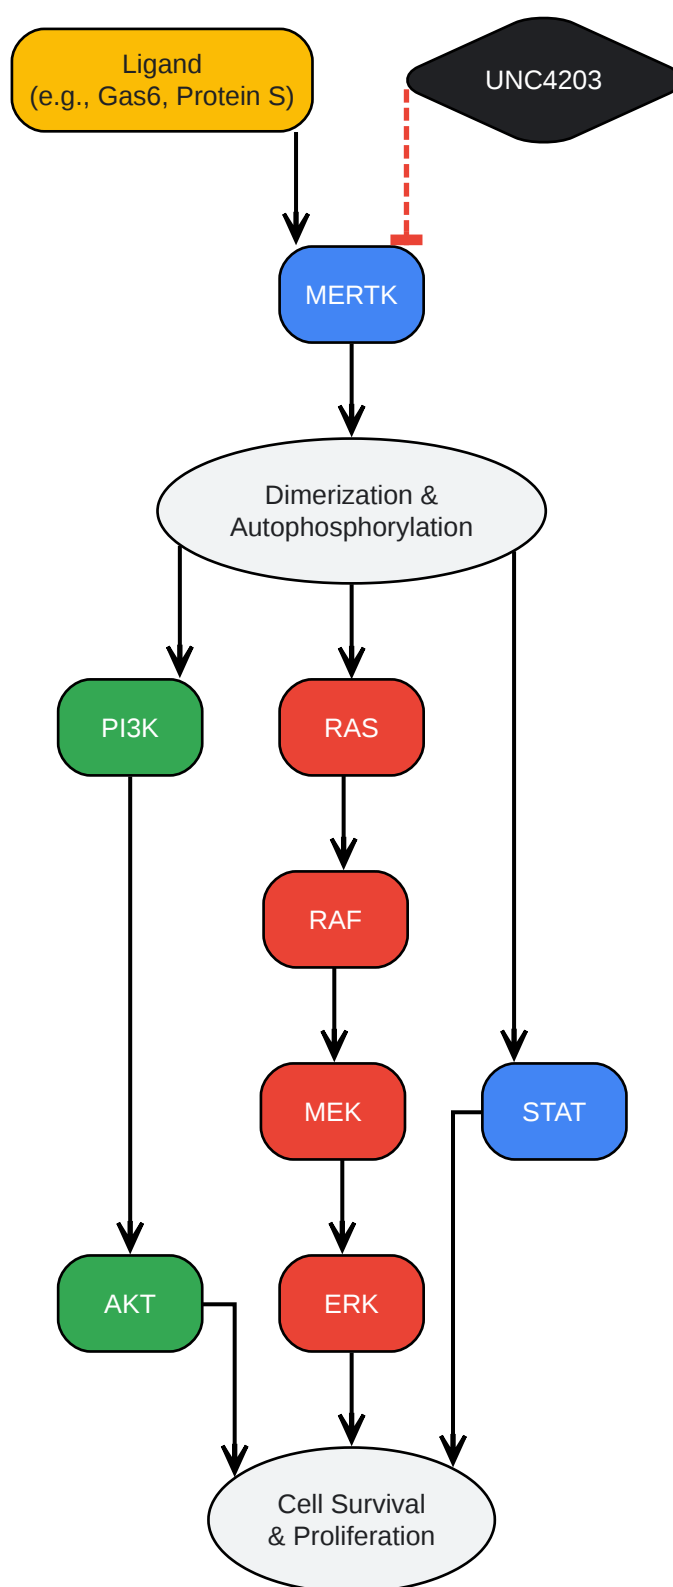 Ligand
(e.g., Gas6, Protein S)
UNC4203
MERTK
Dimerization &
Autophosphorylation
PI3K
RAS
RAF
MEK
STAT
AKT
ERK
Cell Survival
& Proliferation